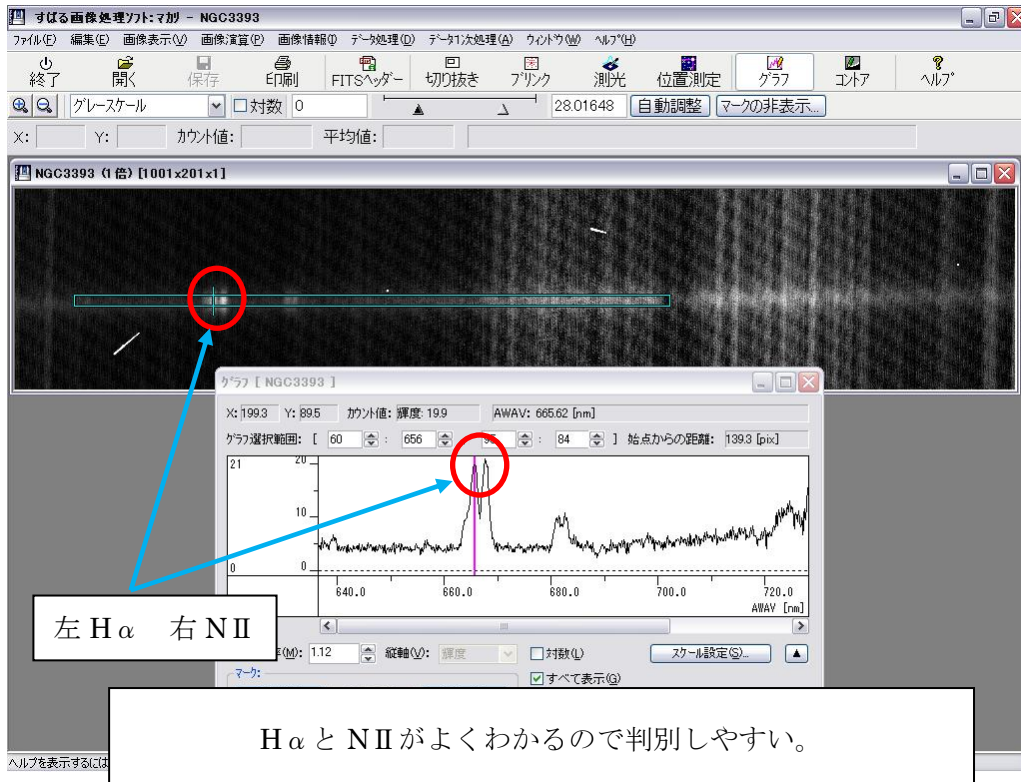 すばる画像処理ソフト:マカリ - NGC3393
ファイル(F) 編集(E) 画像表示(V) 画像演算(P) 画像情報(I) データ処理(D) データ1次処理(A) ウィンドウ(W) ヘルプ(H)
終了 開く 保存 印刷 FITSヘッダー 切り抜き ブリンク 測光 位置測定 グラフ コントア ヘルプ
グレースケール 対数 0 28.01648 自動調整 マークの非表示...
X: Y: カウント値: 平均値:
NGC3393 (1倍) [1001x201x1]
グラフ [ NGC3393 ]
X: 199.3 Y: 89.5 カウント値: 輝度: 19.9 AWAV: 665.62 [nm]
グラフ選択範囲: [ 60 : 656 : 84 ] 始点からの距離: 139.3 [pix]
21 20
10
0 0
640.0 660.0 680.0 700.0 720.0
AWAV [nm]
左Hα 右NⅡ
(M): 1.12 縦軸(V): 輝度 対数(L) スケール設定(S)... ▲
マーク: すべて表示(G)
HαとNⅡがよくわかるので判別しやすい。
ヘルプを表示するには